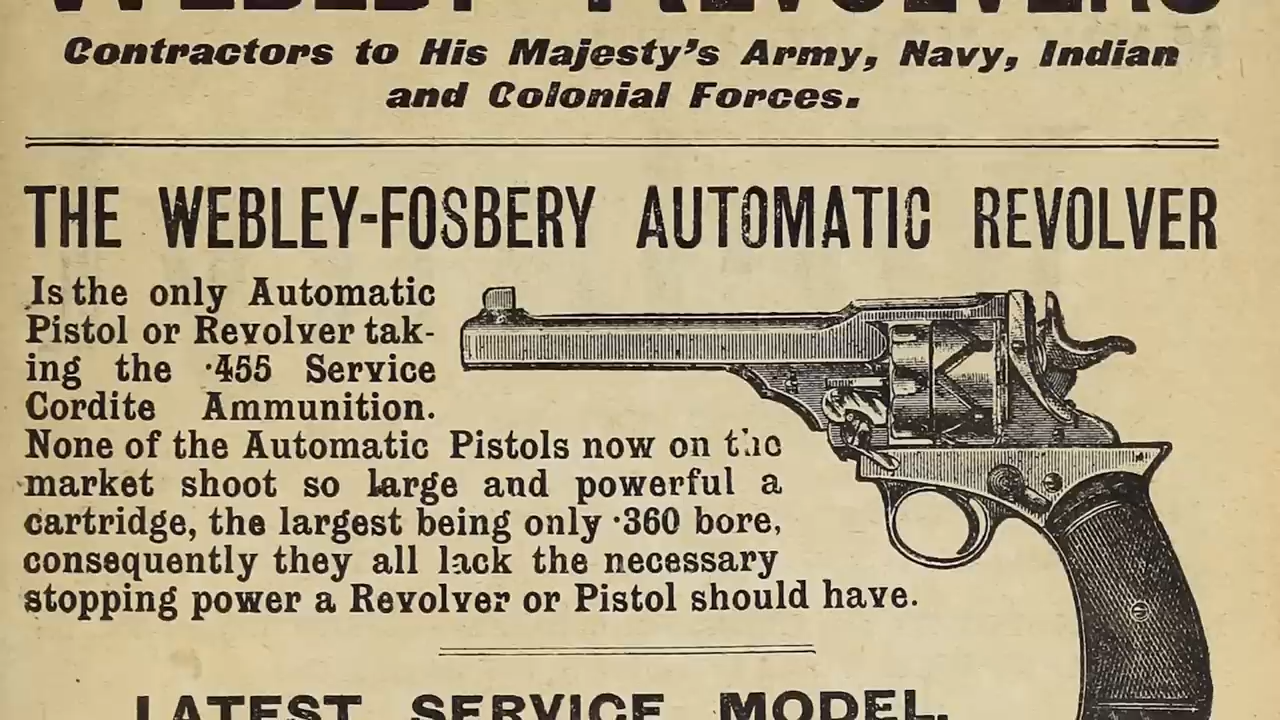 WEBLEY REVOLVERS
Contractors to His Majesty's Army, Navy, Indian
and Colonial Forces.
THE WEBLEY-FOSBERY AUTOMATIC REVOLVER
Is the only Automatic
Pistol or Revolver tak-
ing the ·455 Service
Cordite Ammunition.
None of the Automatic Pistols now on the
market shoot so large and powerful a
cartridge, the largest being only ·360 bore,
consequently they all lack the necessary
stopping power a Revolver or Pistol should have.
LATEST SERVICE MODEL.